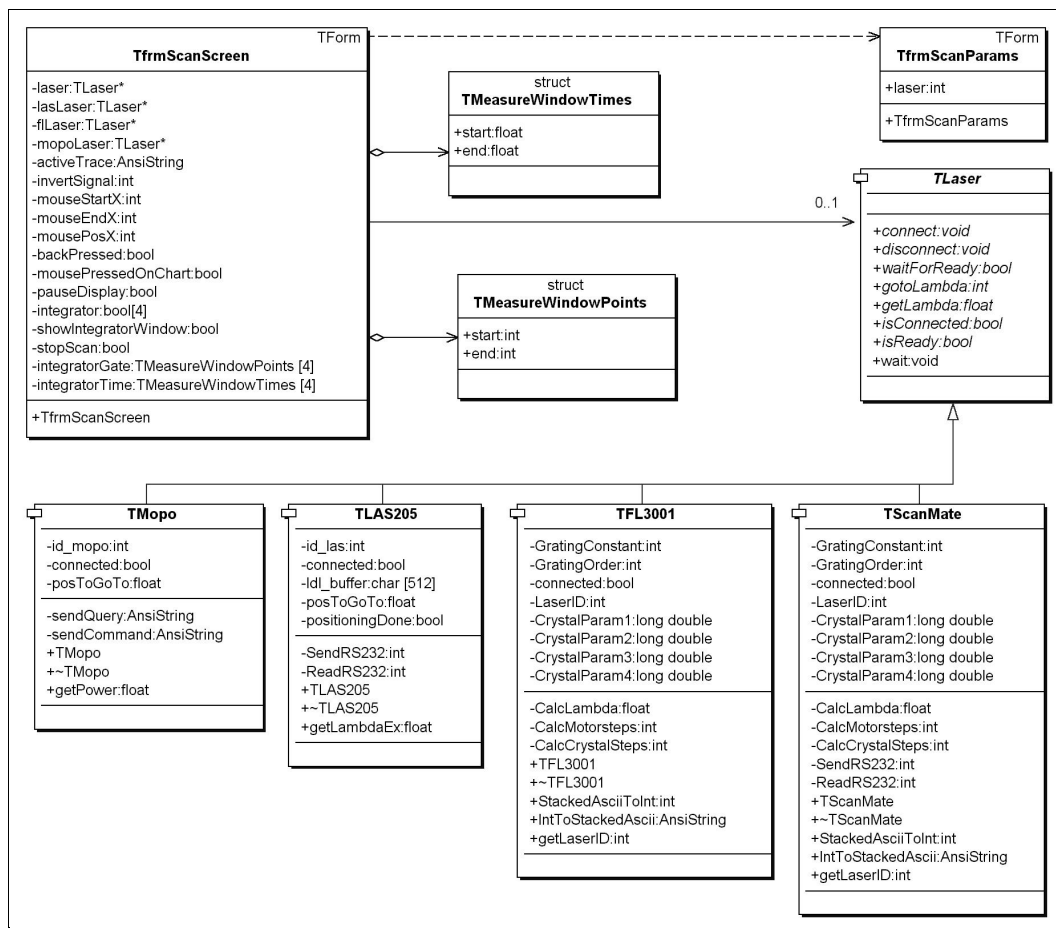 TForm
TfrmScanScreen
-laser:TLaser*
-lasLaser:TLaser*
-flLaser:TLaser*
-mopoLaser:TLaser*
-activeTrace:AnsiString
-invertSignal:int
-mouseStartX:int
-mouseEndX:int
-mousePosX:int
-backPressed:bool
-mousePressedOnChart:bool
-pauseDisplay:bool
-integrator:bool[4]
-showIntegratorWindow:bool
-stopScan:bool
-integratorGate:TMeasureWindowPoints [4]
-integratorTime:TMeasureWindowTimes [4]
+TfrmScanScreen
struct
TMeasureWindowTimes
+start:float
+end:float
struct
TMeasureWindowPoints
+start:int
+end:int
TForm
TfrmScanParams
+laser:int
+TfrmScanParams
0..1
TLaser
+connect:void
+disconnect:void
+waitForReady:bool
+gotoLambda:int
+getLambda:float
+isConnected:bool
+isReady:bool
+wait:void
TMopo
-id_mopo:int
-connected:bool
-posToGoTo:float
-sendQuery:AnsiString
-sendCommand:AnsiString
+TMopo
+~TMopo
+getPower:float
TLAS205
-id_las:int
-connected:bool
-ldl_buffer:char [512]
-posToGoTo:float
-positioningDone:bool
-SendRS232:int
-ReadRS232:int
+TLAS205
+~TLAS205
+getLambdaEx:float
TFL3001
-GratingConstant:int
-GratingOrder:int
-connected:bool
-LaserID:int
-CrystalParam1:long double
-CrystalParam2:long double
-CrystalParam3:long double
-CrystalParam4:long double
-CalcLambda:float
-CalcMotorsteps:int
-CalcCrystalSteps:int
+TFL3001
+~TFL3001
+StackedAsciiToInt:int
+IntToStackedAscii:AnsiString
+getLaserID:int
TScanMate
-GratingConstant:int
-GratingOrder:int
-connected:bool
-LaserID:int
-CrystalParam1:long double
-CrystalParam2:long double
-CrystalParam3:long double
-CrystalParam4:long double
-CalcLambda:float
-CalcMotorsteps:int
-CalcCrystalSteps:int
-SendRS232:int
-ReadRS232:int
+TScanMate
+~TScanMate
+StackedAsciiToInt:int
+IntToStackedAscii:AnsiString
+getLaserID:int